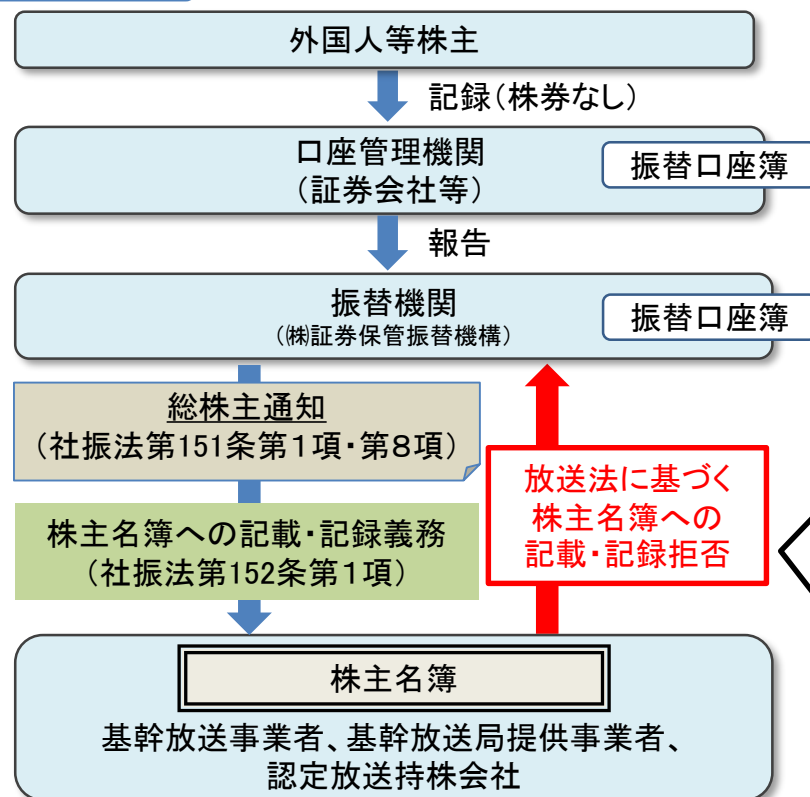 外国人等株主
記録(株券なし)
口座管理機関
(証券会社等)
振替口座簿
報告
振替機関
(㈱証券保管振替機構)
振替口座簿
総株主通知
(社振法第151条第1項・第8項)
株主名簿への記載・記録義務
(社振法第152条第1項)
放送法に基づく
株主名簿への
記載・記録拒否
株主名簿
基幹放送事業者、基幹放送局提供事業者、
認定放送持株会社